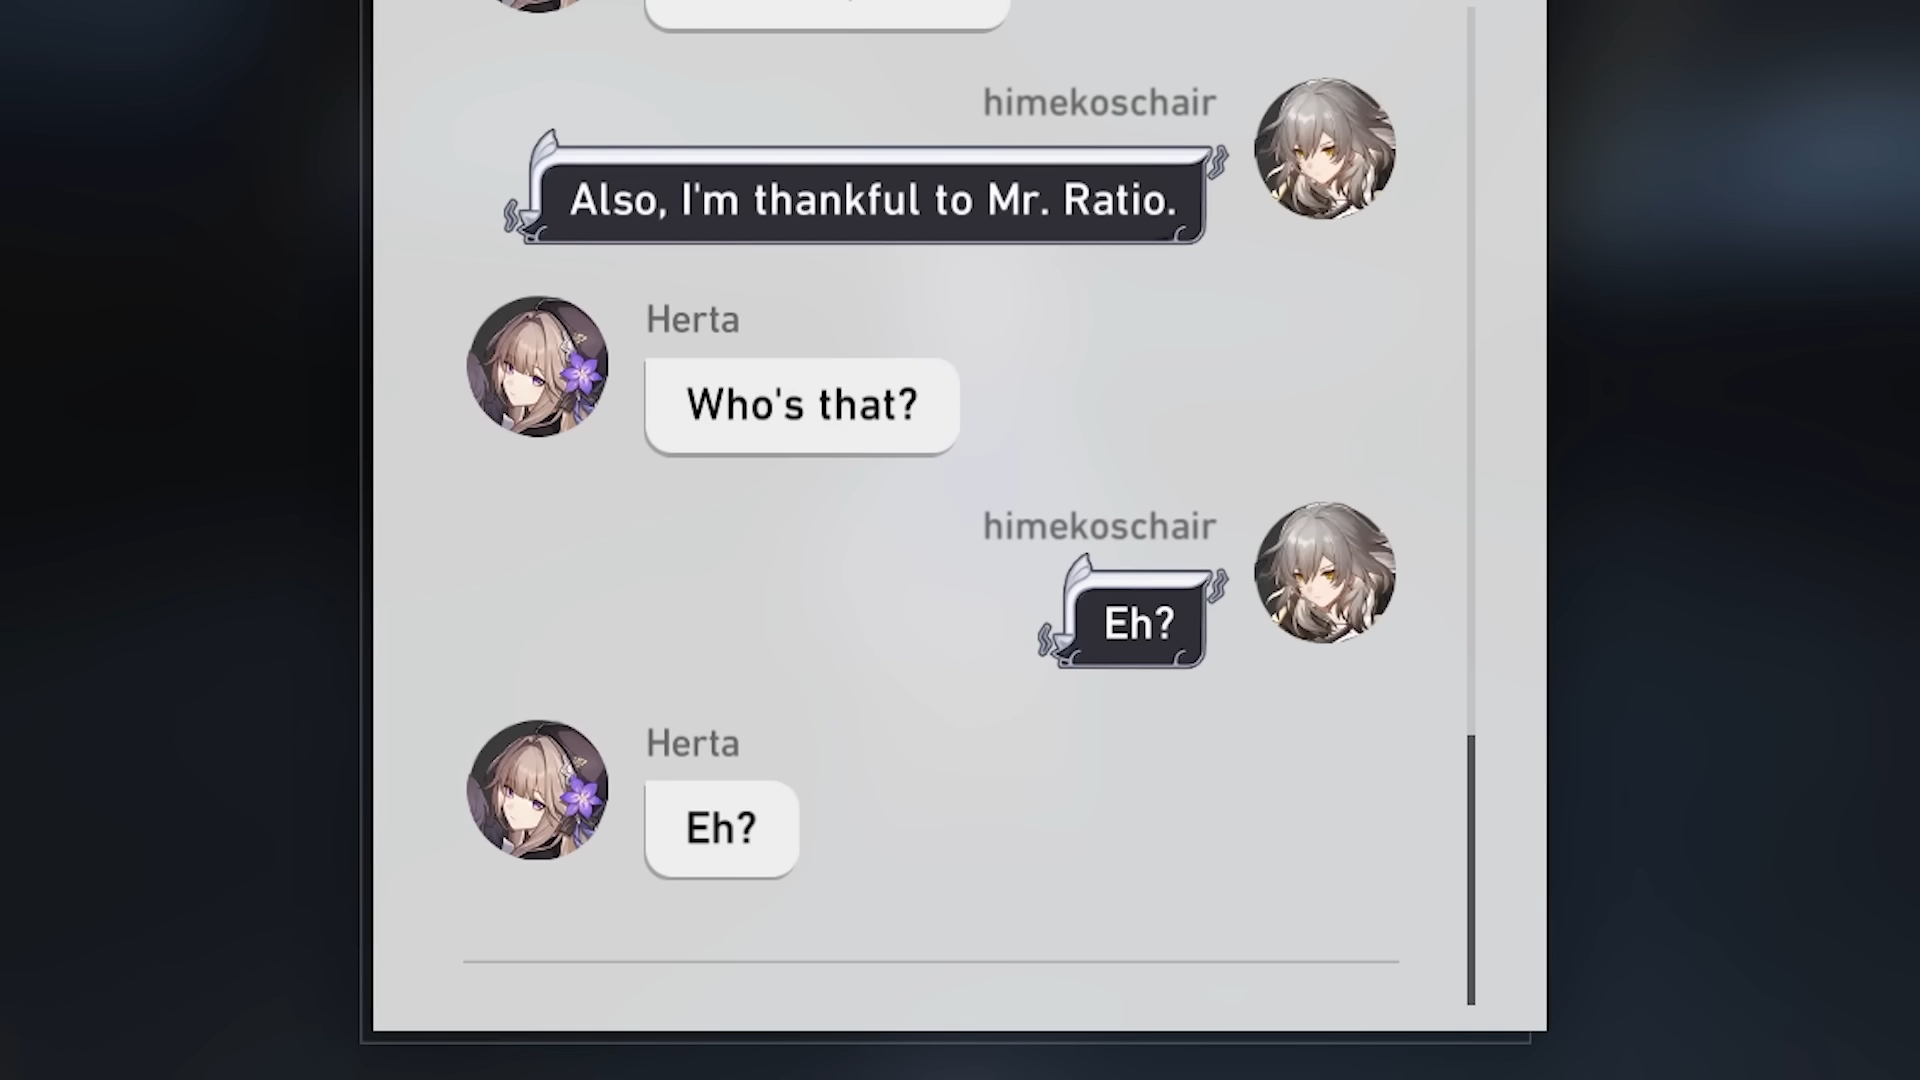 himekoschair
Also, I'm thankful to Mr. Ratio.
Herta
Who's that?
himekoschair
Eh?
Herta
Eh?